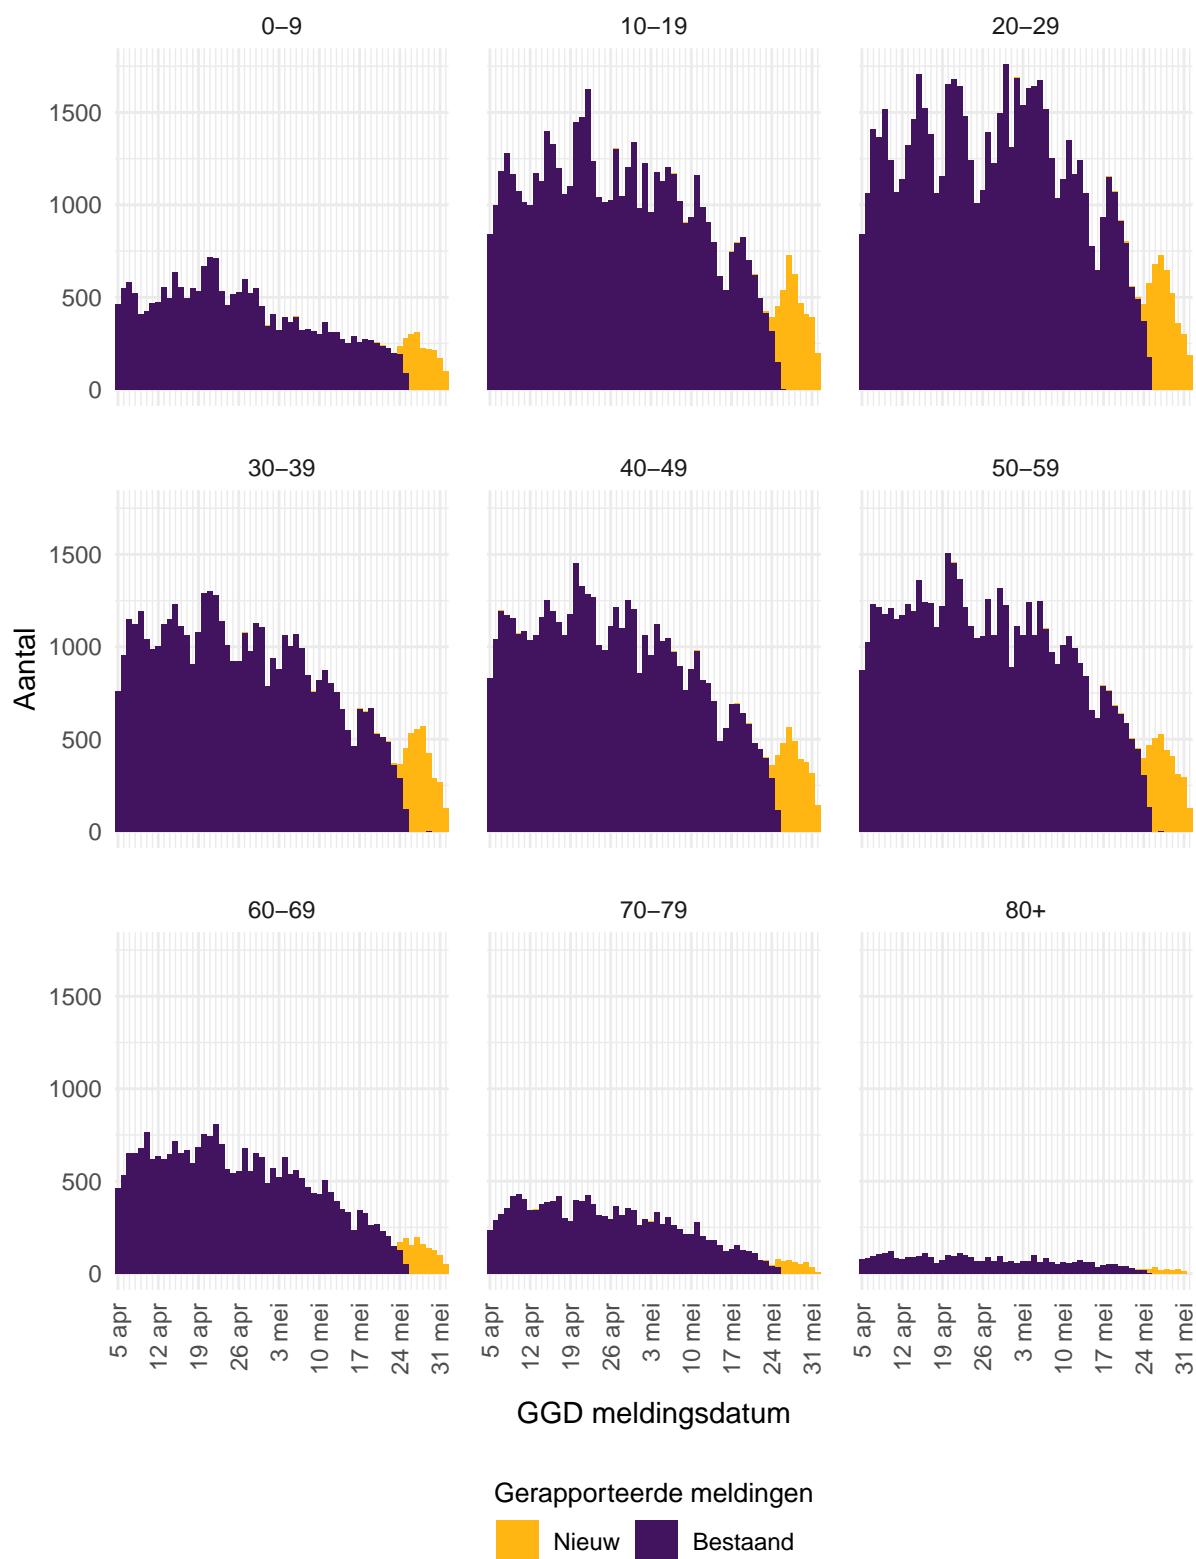 0–9 10–19 20–29
1500
1000
500
0
30–39 40–49 50–59
1500
1000
500
0
Aantal
60–69 70–79 80+
1500
1000
500
0
5 apr 12 apr 19 apr 26 apr 3 mei 10 mei 17 mei 24 mei 31 mei
5 apr 12 apr 19 apr 26 apr 3 mei 10 mei 17 mei 24 mei 31 mei
5 apr 12 apr 19 apr 26 apr 3 mei 10 mei 17 mei 24 mei 31 mei
GGD meldingsdatum
Gerapporteerde meldingen
Nieuw Bestaand